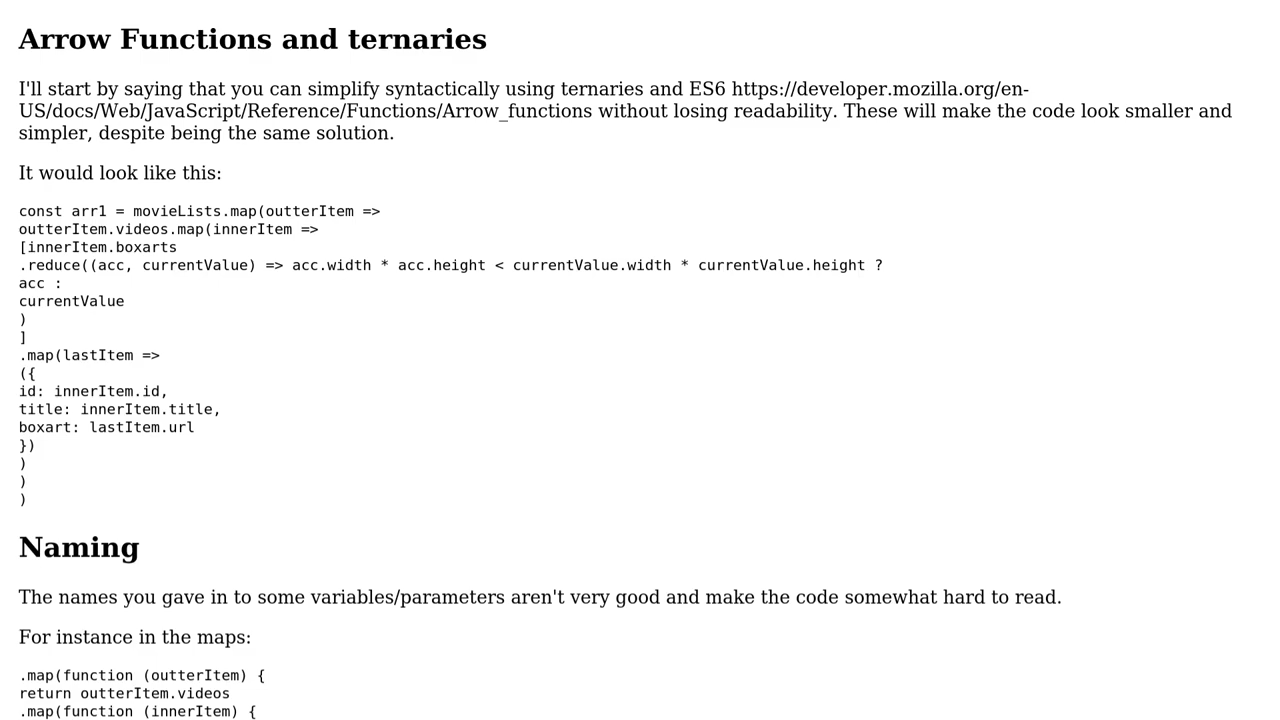 Arrow Functions and ternaries
I'll start by saying that you can simplify syntactically using ternaries and ES6 https://developer.mozilla.org/en-
US/docs/Web/JavaScript/Reference/Functions/Arrow_functions without losing readability. These will make the code look smaller and
simpler, despite being the same solution.
It would look like this:
const arr1 = movieLists.map(outterItem =>
outterItem.videos.map(innerItem =>
[innerItem.boxarts
.reduce((acc, currentValue) => acc.width * acc.height < currentValue.width * currentValue.height ?
acc :
currentValue
)
]
.map(lastItem =>
({
id: innerItem.id,
title: innerItem.title,
boxart: lastItem.url
})
)
)
)
Naming
The names you gave in to some variables/parameters aren't very good and make the code somewhat hard to read.
For instance in the maps:
.map(function (outterItem) {
return outterItem.videos
.map(function (innerItem) {